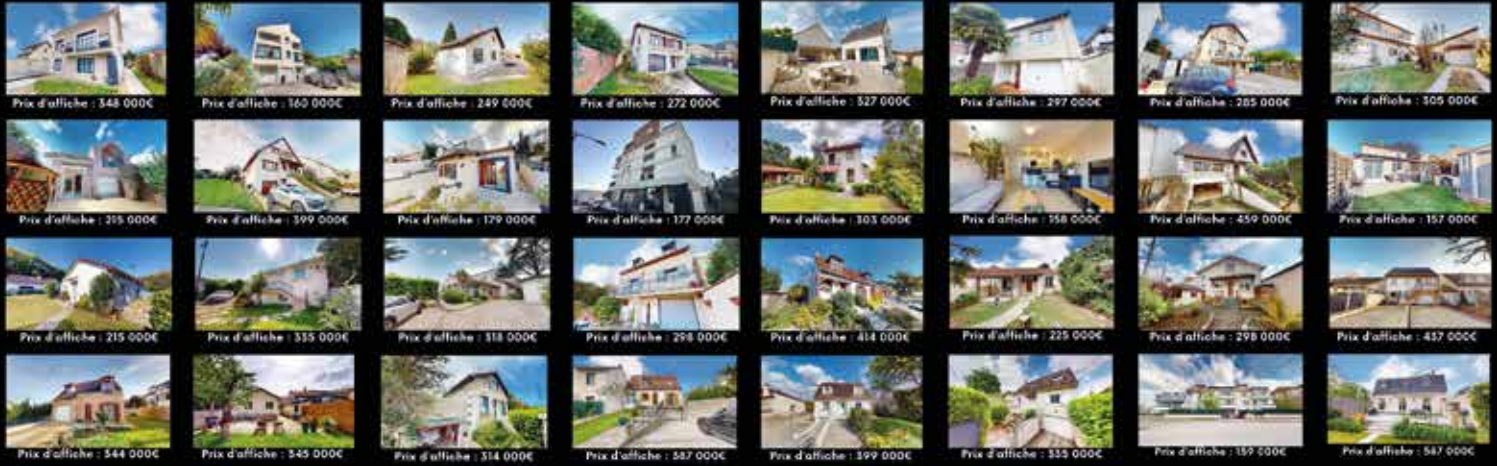 Prix d'affiche : 348 000€
Prix d'affiche : 160 000€
Prix d'affiche : 249 000€
Prix d'affiche : 272 000€
Prix d'affiche : 327 000€
Prix d'affiche : 297 000€
Prix d'affiche : 285 000€
Prix d'affiche : 305 000€
Prix d'affiche : 215 000€
Prix d'affiche : 399 000€
Prix d'affiche : 179 000€
Prix d'affiche : 177 000€
Prix d'affiche : 303 000€
Prix d'affiche : 158 000€
Prix d'affiche : 459 000€
Prix d'affiche : 157 000€
Prix d'affiche : 215 000€
Prix d'affiche : 335 000€
Prix d'affiche : 318 000€
Prix d'affiche : 298 000€
Prix d'affiche : 414 000€
Prix d'affiche : 225 000€
Prix d'affiche : 298 000€
Prix d'affiche : 437 000€
Prix d'affiche : 344 000€
Prix d'affiche : 345 000€
Prix d'affiche : 314 000€
Prix d'affiche : 387 000€
Prix d'affiche : 399 000€
Prix d'affiche : 335 000€
Prix d'affiche : 159 000€
Prix d'affiche : 347 000€